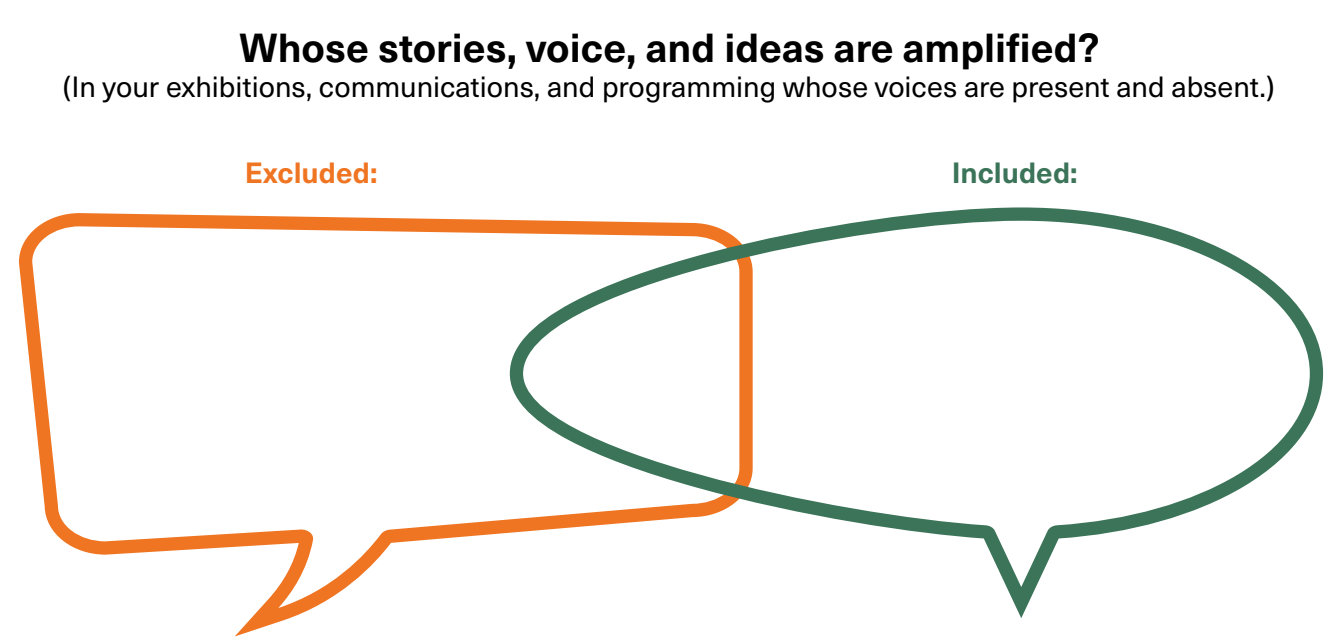 Whose stories, voice, and ideas are amplified?
(In your exhibitions, communications, and programming whose voices are present and absent.)
Excluded:
Included: